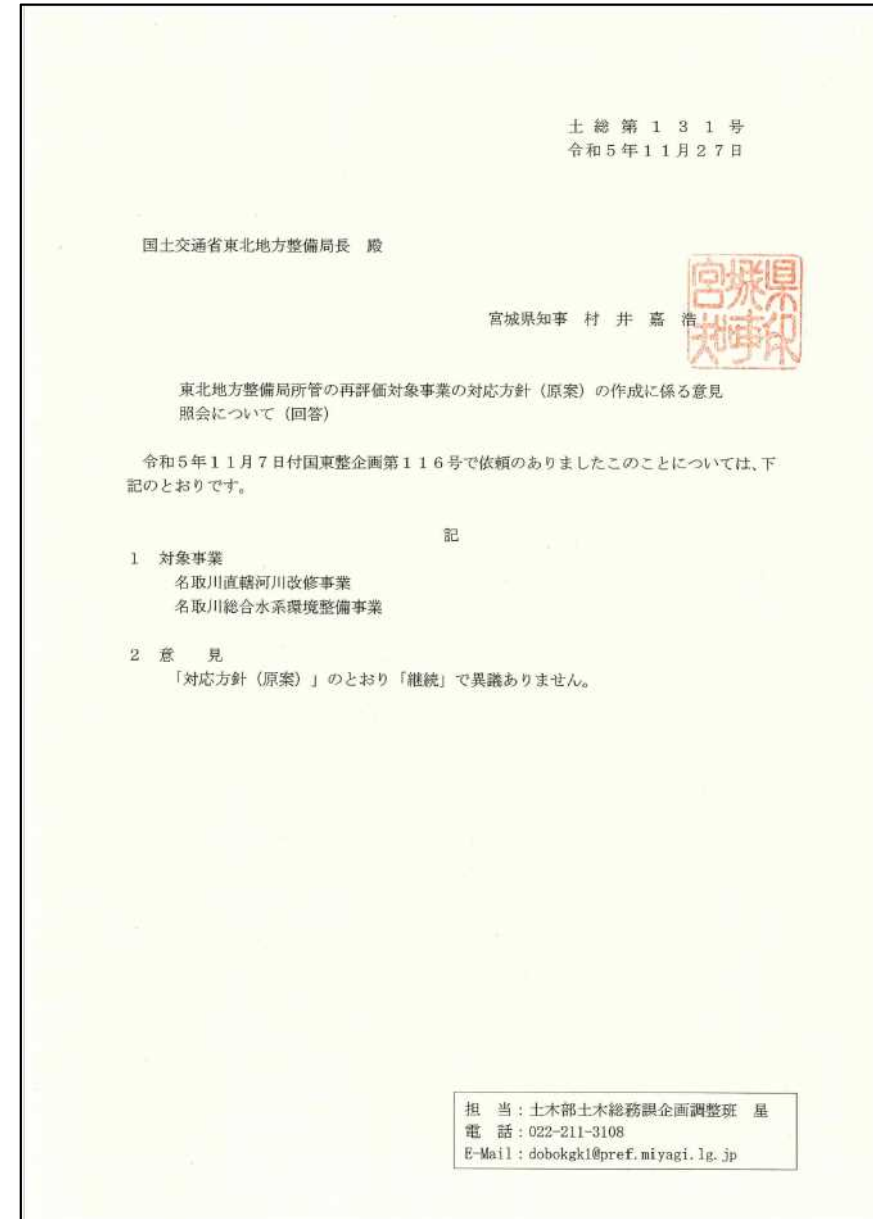 土総第１３１号
令和５年１１月２７日
国土交通省東北地方整備局長　殿
宮城県知事　村　井　嘉　浩
宮城県知事印
東北地方整備局所管の再評価対象事業の対応方針（原案）の作成に係る意見
照会について（回答）
令和５年１１月７日付国東整企画第１１６号で依頼のありましたこのことについては、下
記のとおりです。
記
１　対象事業
名取川直轄河川改修事業
名取川総合水系環境整備事業
２　意　　見
「対応方針（原案）」のとおり「継続」で異議ありません。
担　当：土木部土木総務課企画調整班　星
電　話：022-211-3108
E-Mail：dobokgk1@pref.miyagi.lg.jp